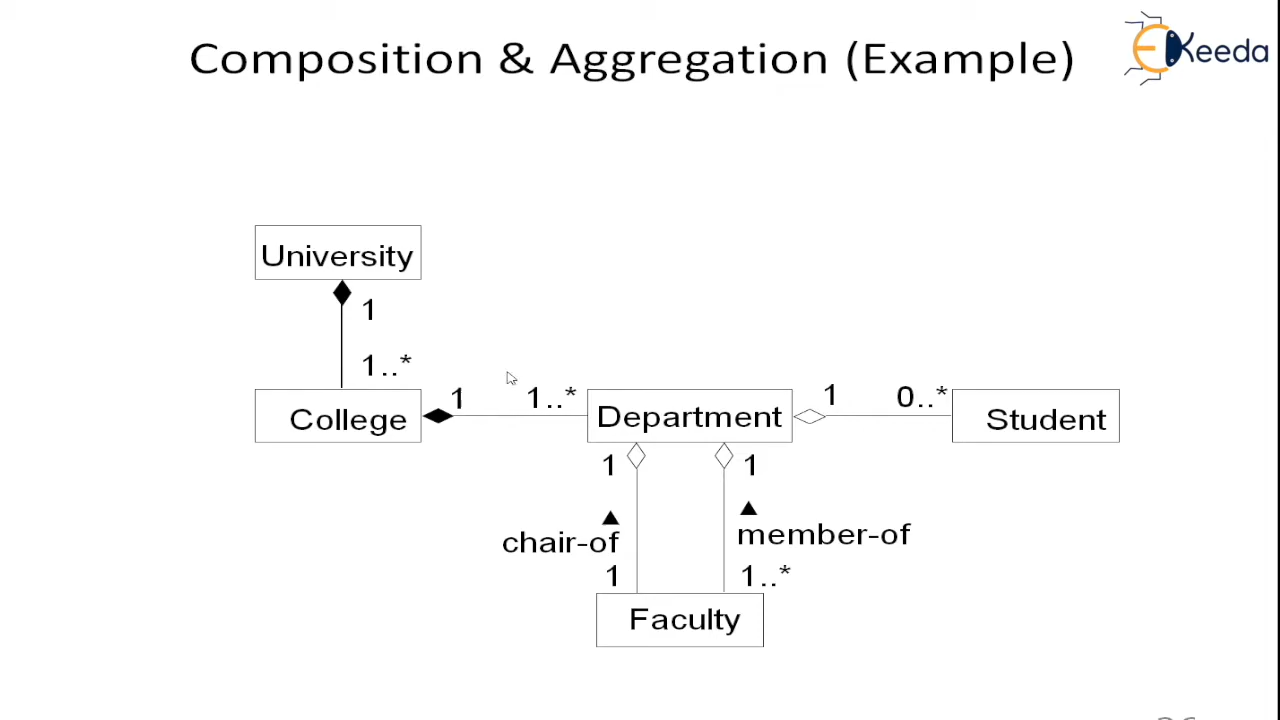 Composition & Aggregation (Example)
EKeeda
University
1
1..*
College
1
1..*
Department
1
0..*
Student
1
1
chair-of
member-of
1
1..*
Faculty